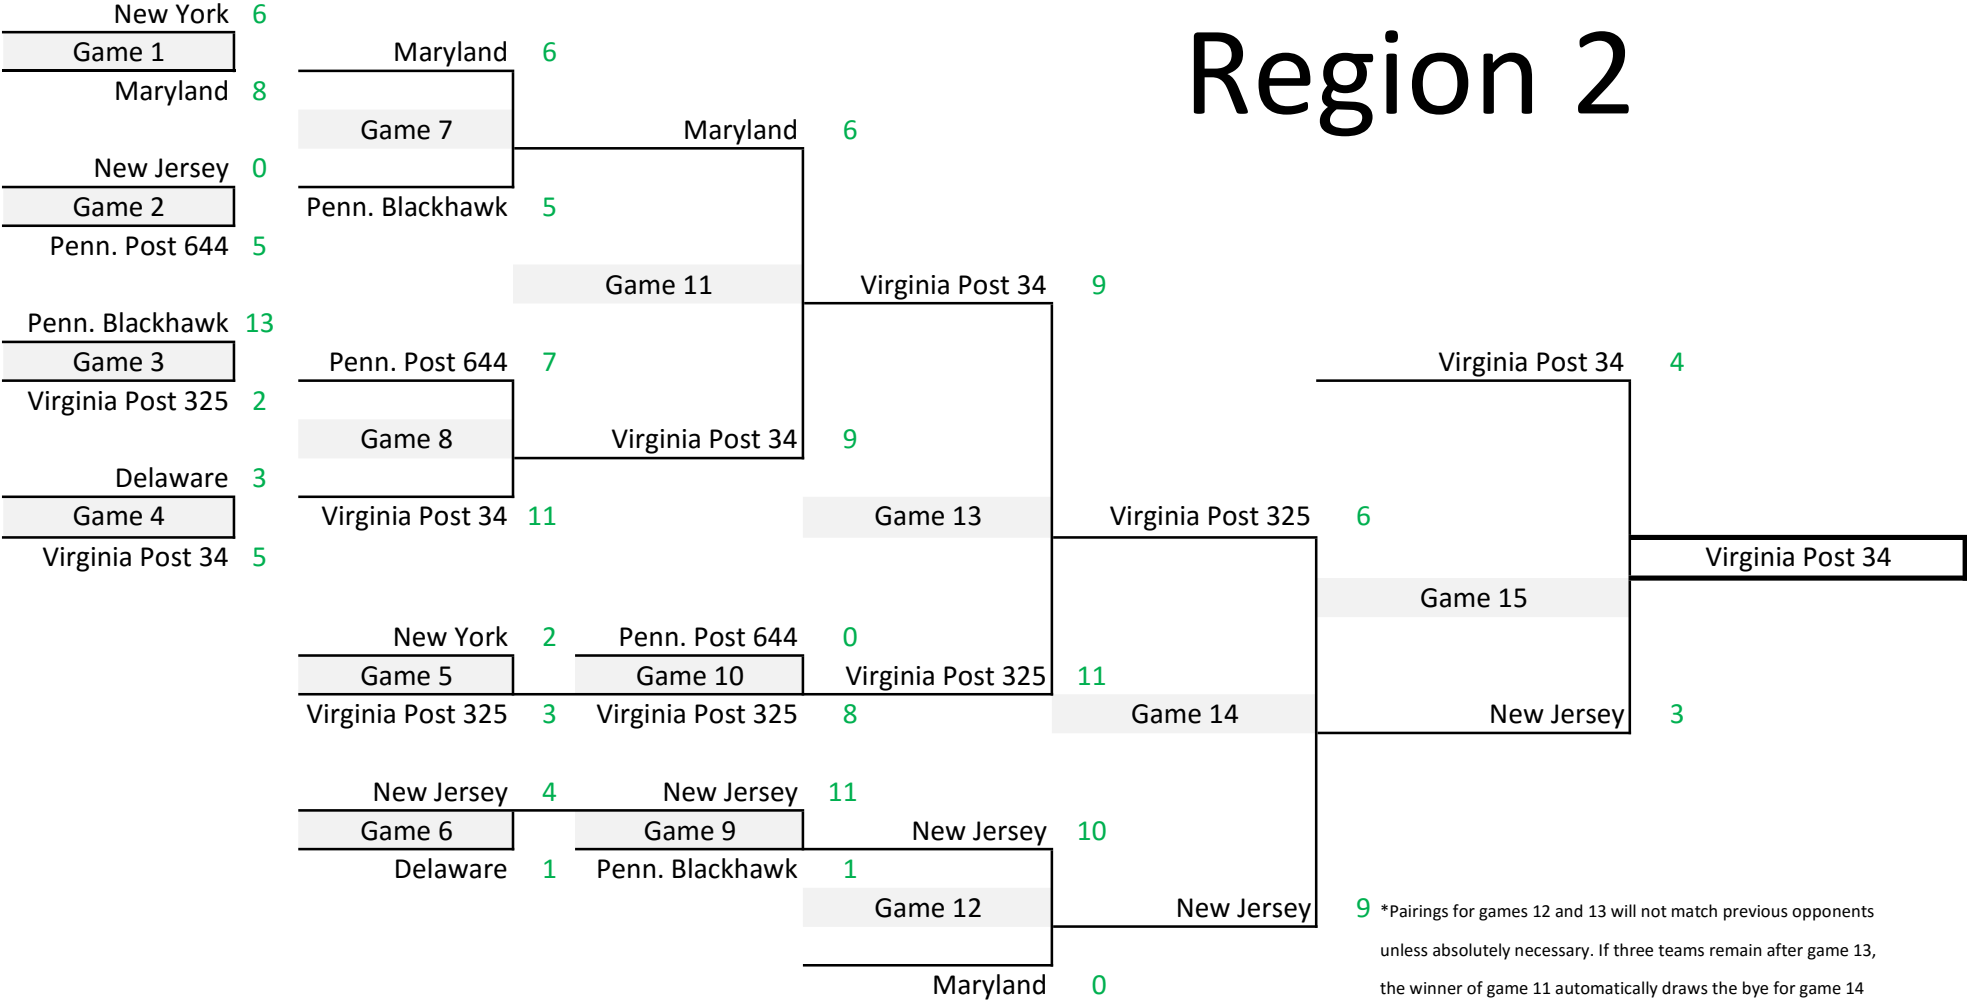 Region 2
New York 6
Game 1
Maryland 8
New Jersey 0
Game 2
Penn. Post 644 5
Penn. Blackhawk 13
Game 3
Virginia Post 325 2
Delaware 3
Game 4
Virginia Post 34 5
Maryland 6
Game 7
Penn. Blackhawk 5
Penn. Post 644 7
Game 8
Virginia Post 34 11
New York 2
Game 5
Virginia Post 325 3
New Jersey 4
Game 6
Delaware 1
Maryland 6
Game 11
Virginia Post 34 9
Penn. Post 644 0
Game 10
Virginia Post 325 8
New Jersey 11
Game 9
Penn. Blackhawk 1
Virginia Post 34 9
Game 13
Virginia Post 325 11
New Jersey 10
Game 12
Maryland 0
Virginia Post 325 6
Game 14
New Jersey 9
Virginia Post 34 4
Game 15
New Jersey 3
Virginia Post 34
*Pairings for games 12 and 13 will not match previous opponents
unless absolutely necessary. If three teams remain after game 13,
the winner of game 11 automatically draws the bye for game 14